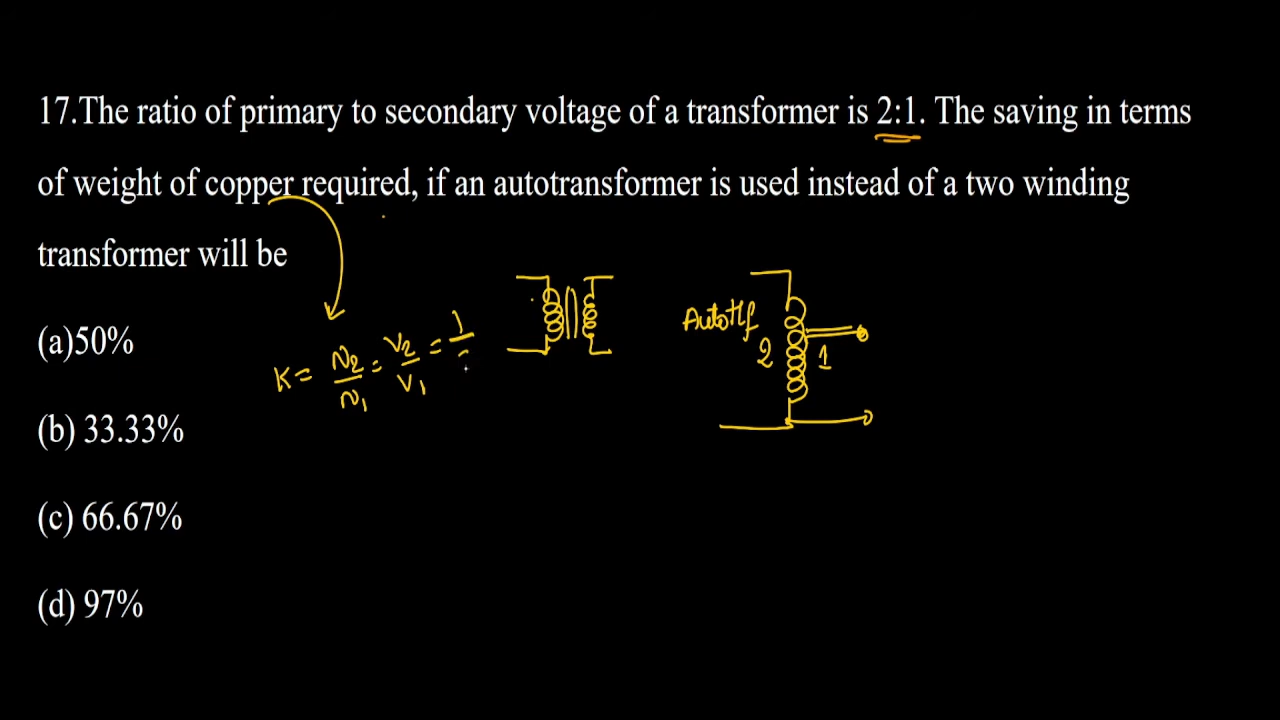 17.The ratio of primary to secondary voltage of a transformer is 2:1. The saving in terms
of weight of copper required, if an autotransformer is used instead of a two winding
transformer will be
(a)50%
(b) 33.33%
(c) 66.67%
(d) 97%
K = N2/N1 = V2/V1 = 1/
2
1